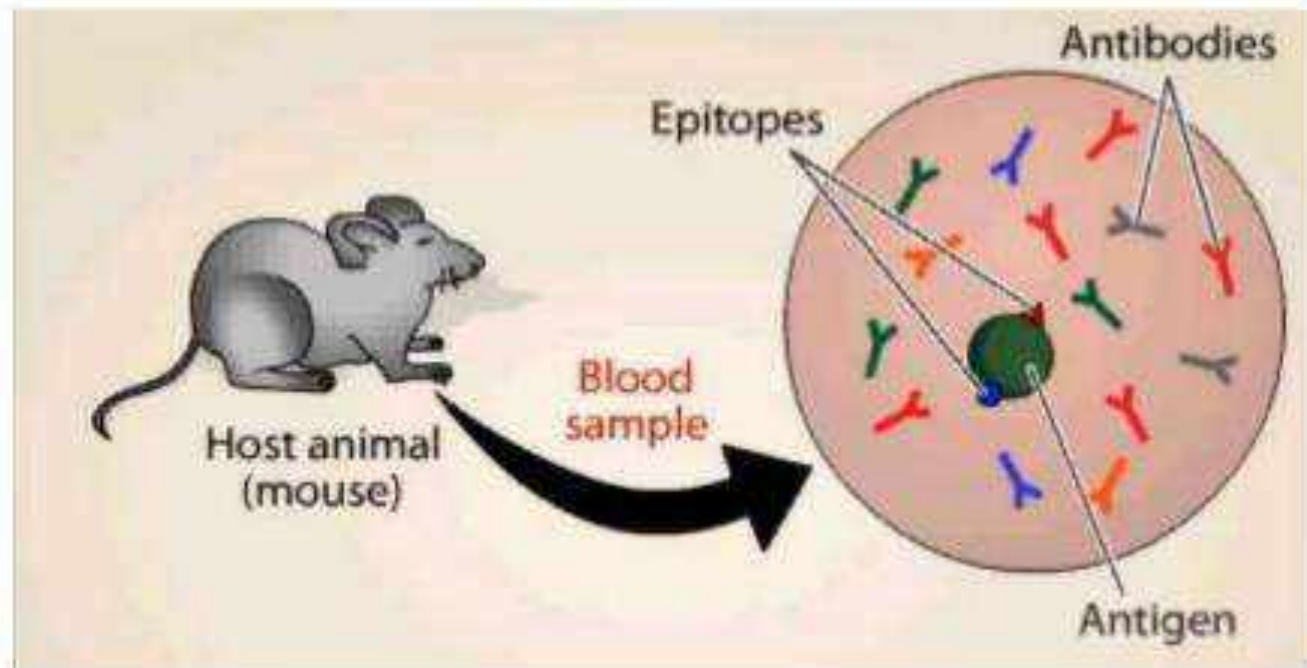 Antibodies
Epitopes
Blood
sample
Host animal
(mouse)
Antigen